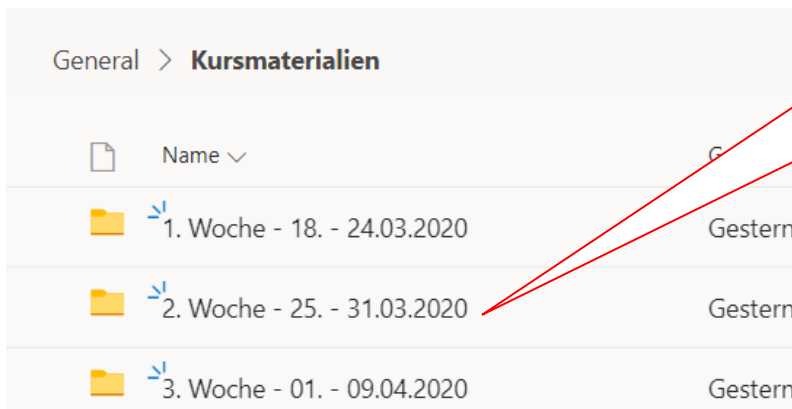 General > Kursmaterialien
Name
1. Woche - 18. - 24.03.2020 Gestern
2. Woche - 25. - 31.03.2020 Gestern
3. Woche - 01. - 09.04.2020 Gestern